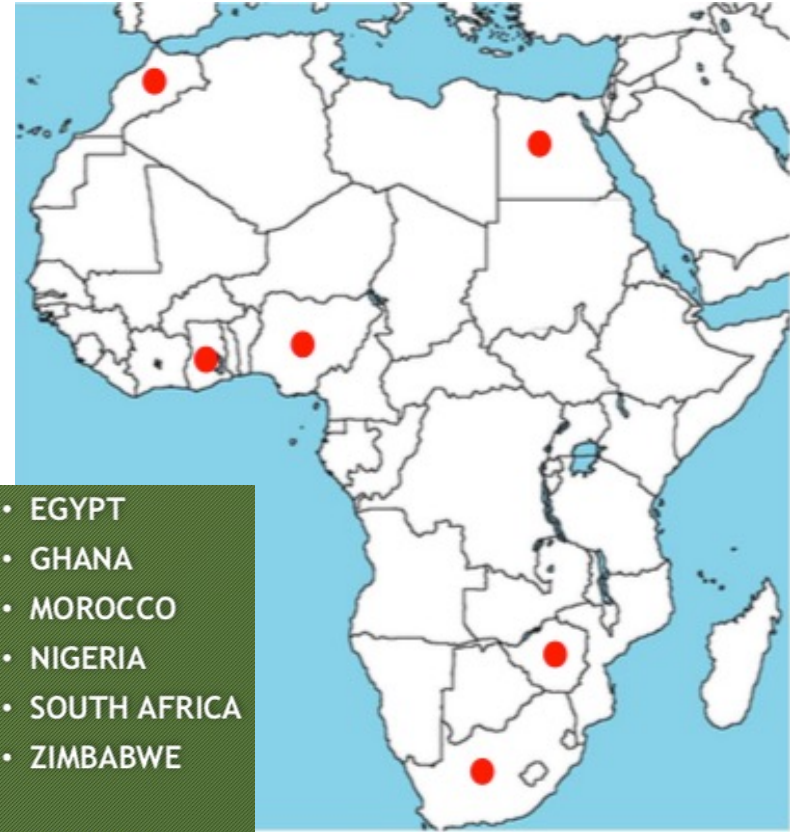 • EGYPT
• GHANA
• MOROCCO
• NIGERIA
• SOUTH AFRICA
• ZIMBABWE